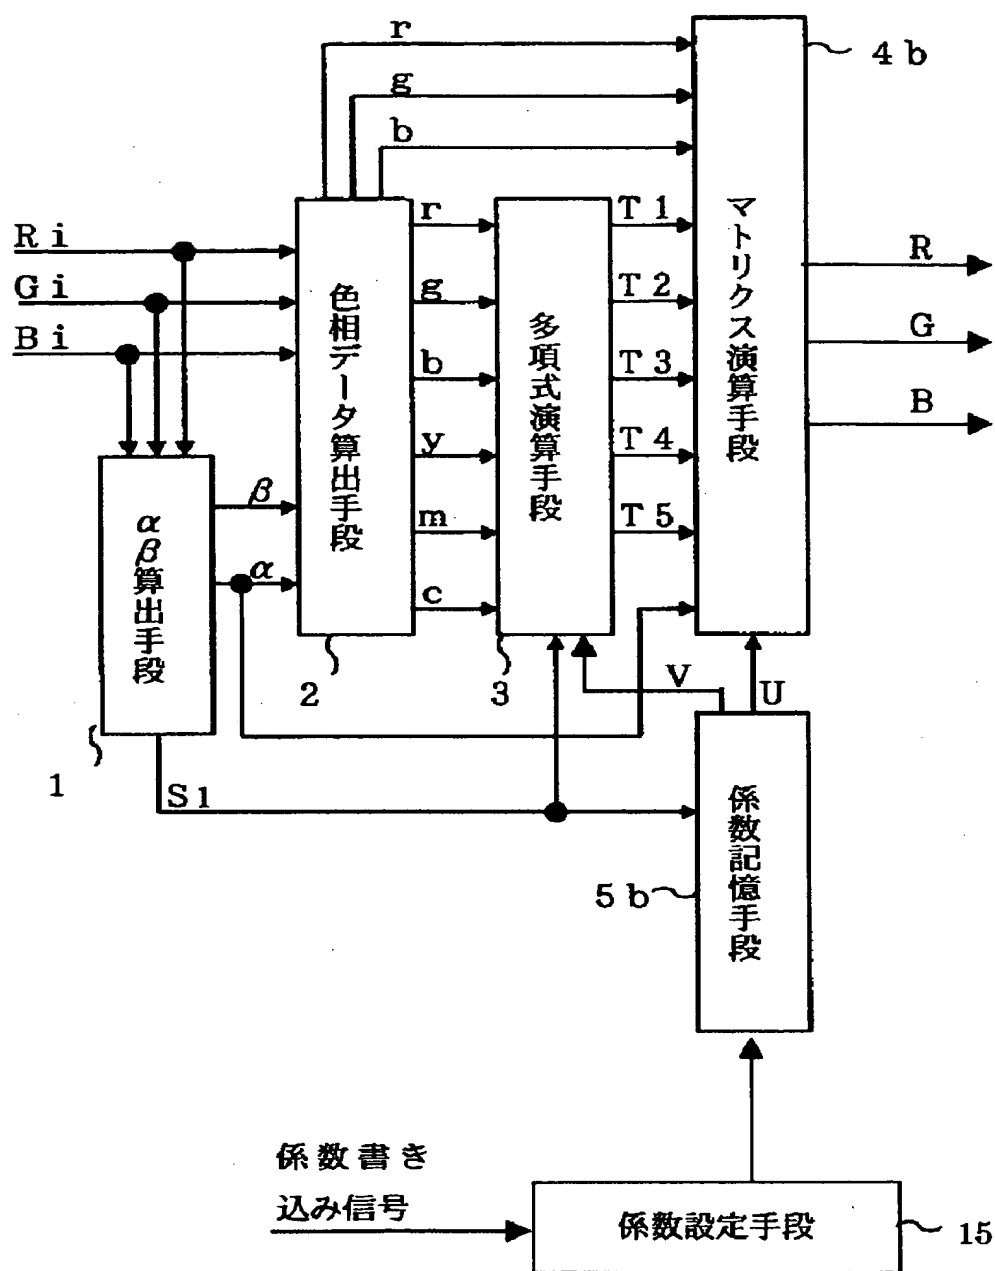 r
g
b
4b
Ri
Gi
Bi
r
g
b
y
m
c
T1
T2
T3
T4
T5
R
G
B
β
α
αβ算出手段
色相データ算出手段
多項式演算手段
マトリクス演算手段
1
2
3
V
U
S1
5b
係数記憶手段
係数書き
込み信号
係数設定手段
15